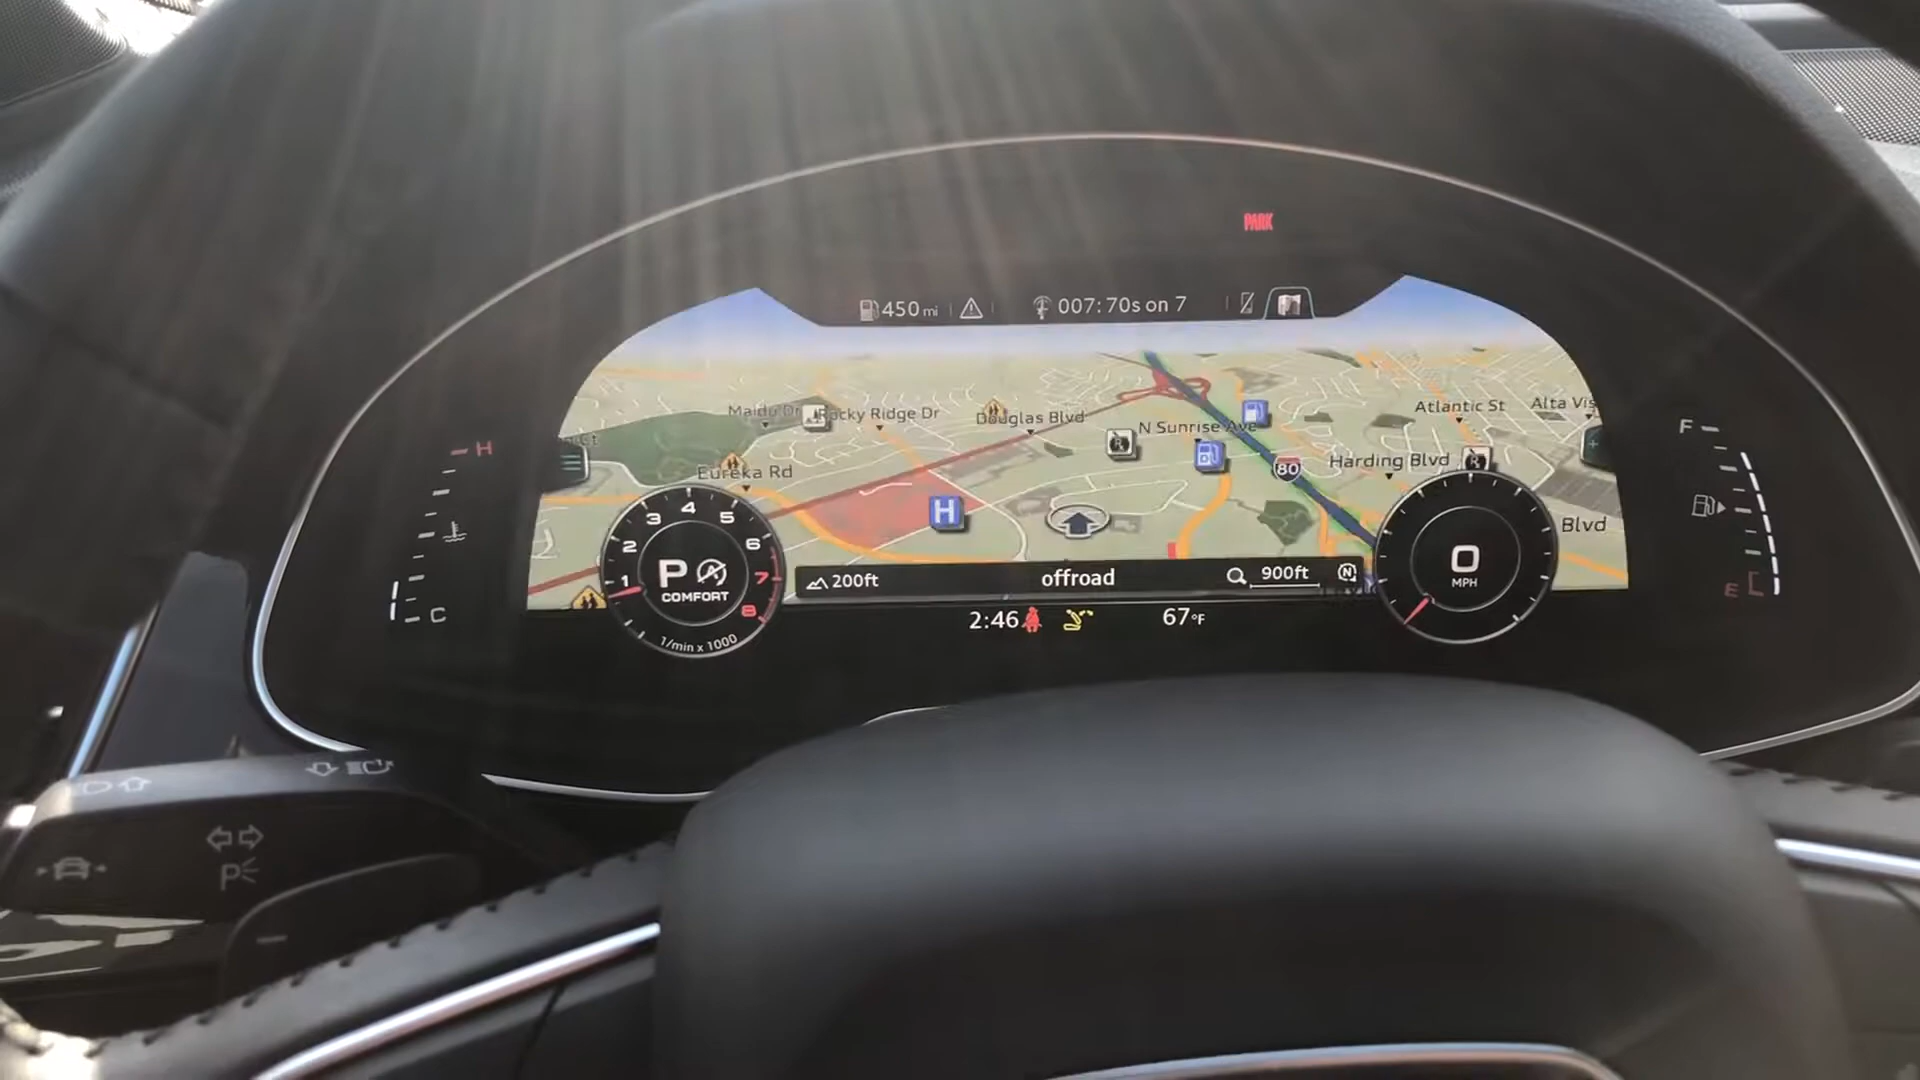 PARK
450 mi
007: 70s on 7
Maidu Dr
Rocky Ridge Dr
Douglas Blvd
N Sunrise Ave
Atlantic St
Alta Vis
Eureka Rd
Harding Blvd
80
H
Blvd
H
C
F
E
1
2
3
4
5
6
7
8
P
COMFORT
1/min x 1000
200ft
offroad
900ft
N
0
MPH
2:46
67°F
P